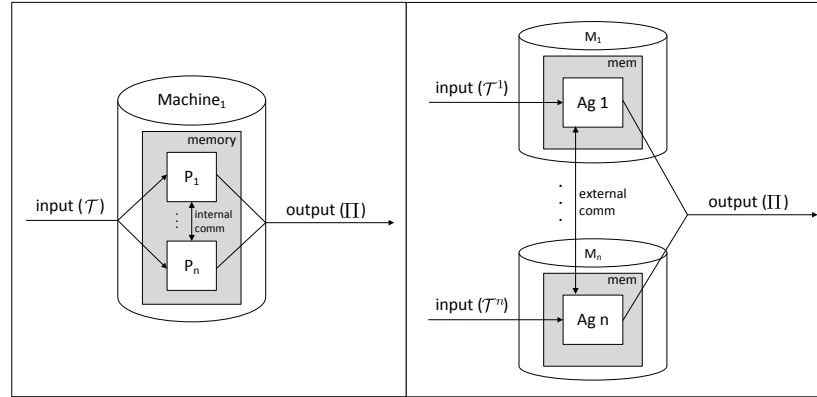 Machine₁
memory
P₁
input (𝒯)
⋮
internal
comm
output (∏)
Pₙ
M₁
mem
input (𝒯¹)
Ag 1
⋮
external
comm
output (∏)
Mₙ
mem
input (𝒯ⁿ)
Ag n